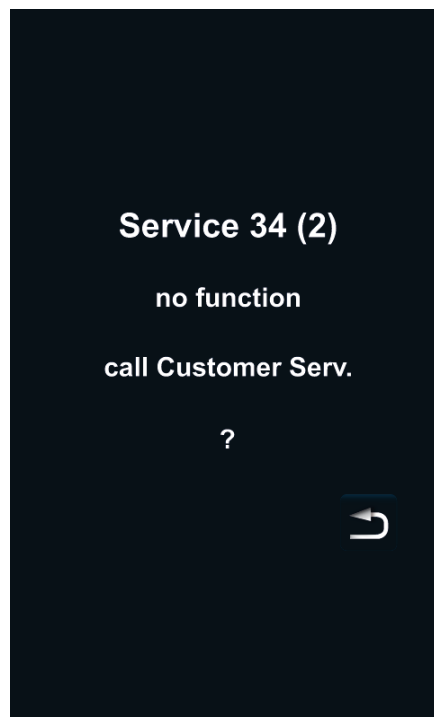 Service 34 (2)
no function
call Customer Serv.
?